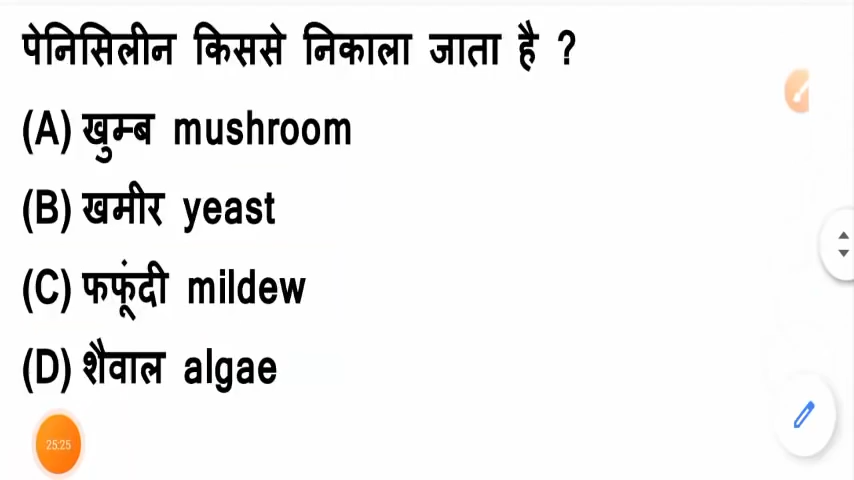 पेनिसिलीन किससे निकाला जाता है ?
(A) खुम्ब mushroom
(B) खमीर yeast
(C) फफूंदी mildew
(D) शैवाल algae
25:25